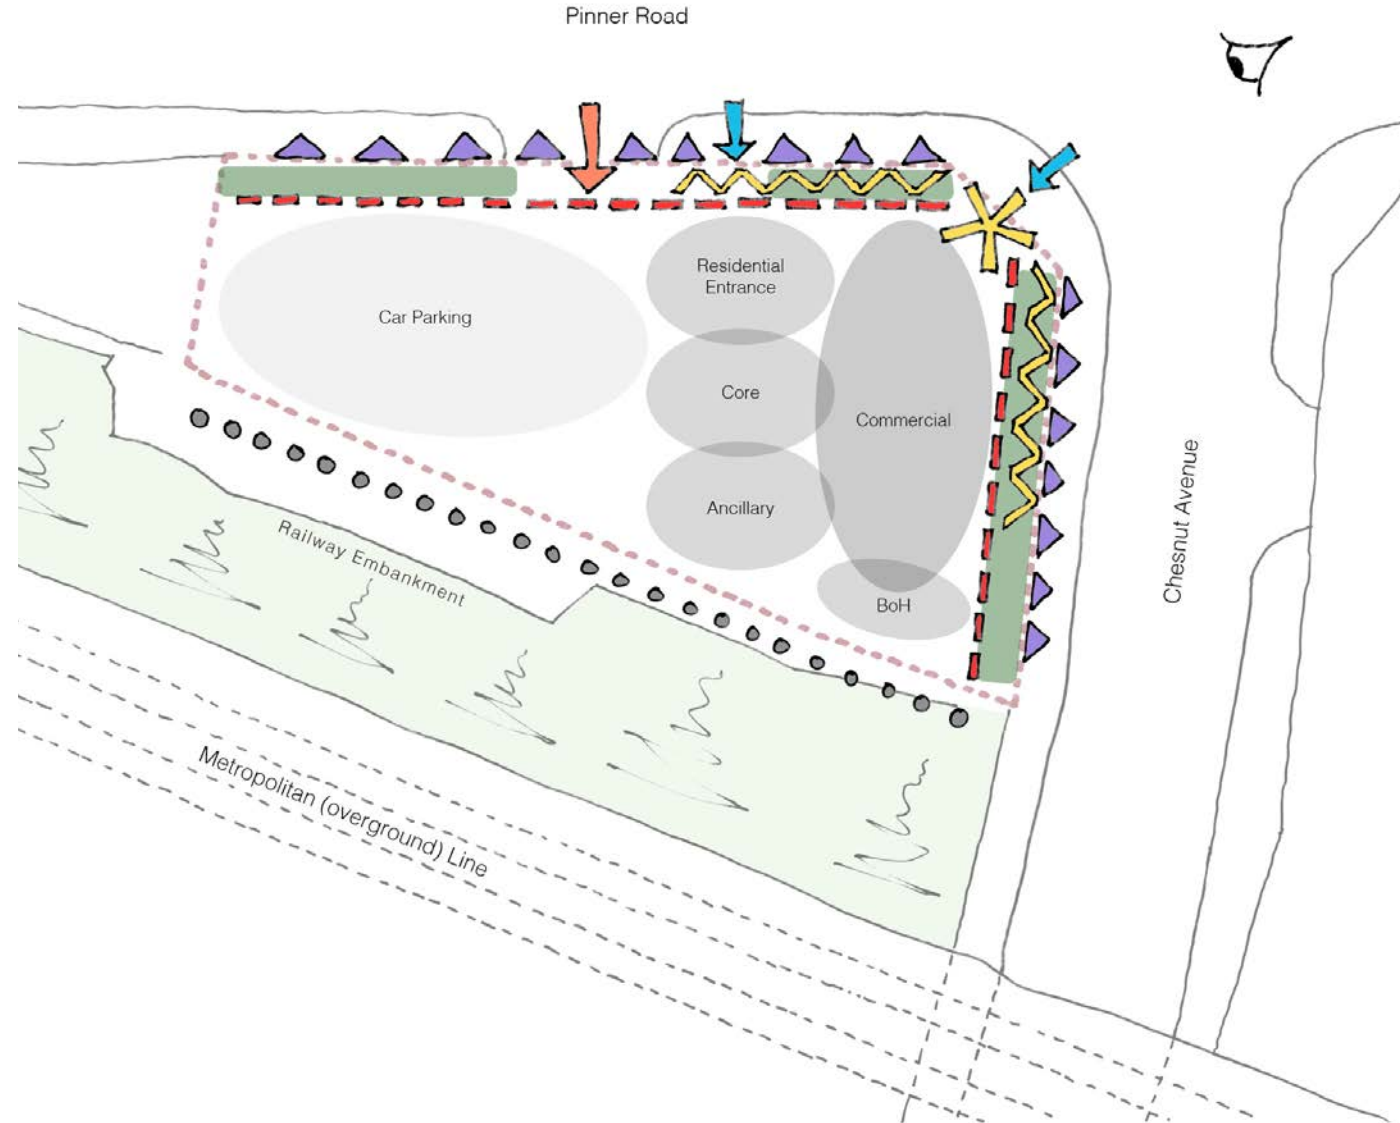 Pinner Road
Residential
Entrance
Car Parking
Core
Commercial
Ancillary
Railway Embankment
BoH
Chesnut Avenue
Metropolitan (overground) Line